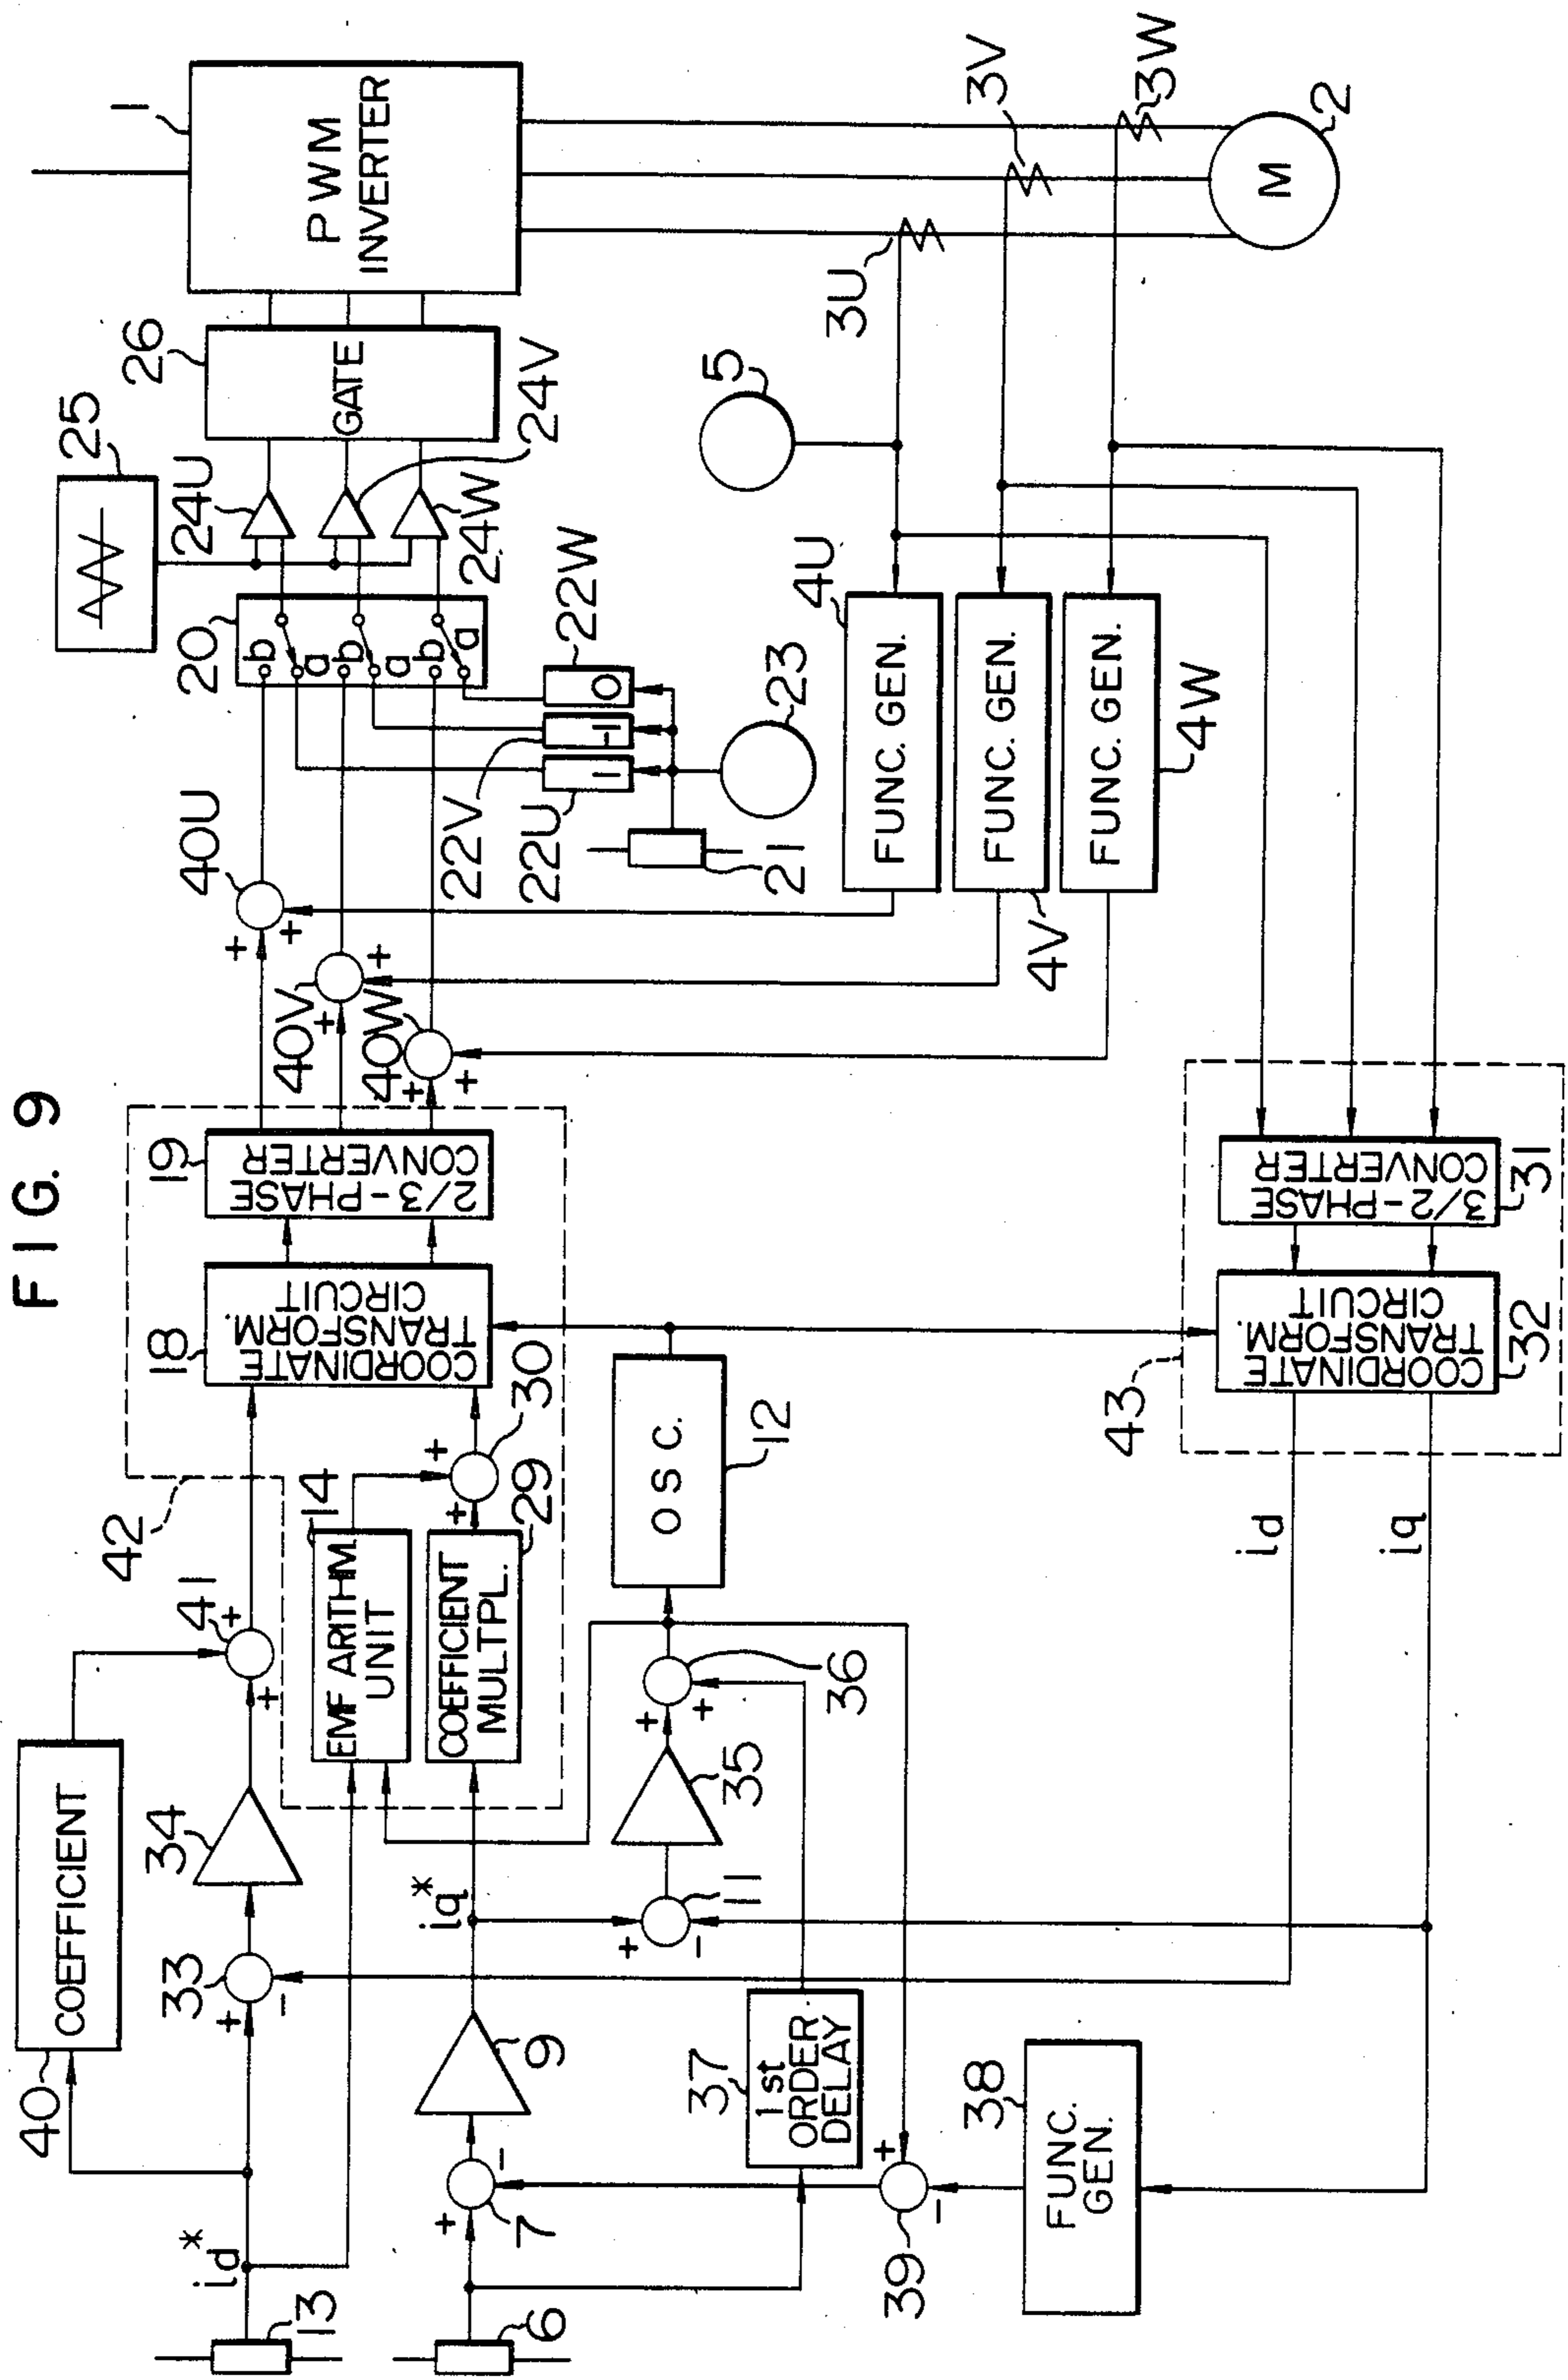 FIG. 9
1
PWM
INVERTER
25
26
GATE
24U
24V
24W
20
b
a
b
a
b
a
22W
22V
22U
0
-1
1
21
23
40U
40V
40W
+
+
+
+
+
+
3U
3V
3W
M
2
5
4U
FUNC. GEN.
FUNC. GEN.
4V
FUNC. GEN.
4W
42
19
2/3-PHASE
CONVERTER
18
COORDINATE
TRANSFORM.
CIRCUIT
30
+
+
14
EMF ARITHM.
UNIT
COEFFICIENT
MULTPL.
29
41
+
+
40
COEFFICIENT
34
33
+
-
id*
13
iq*
9
7
+
-
6
11
+
-
35
36
+
+
OSC.
12
37
1st
ORDER
DELAY
39
+
-
38
FUNC.
GEN.
43
3/2-PHASE
CONVERTER
31
COORDINATE
TRANSFORM.
CIRCUIT
32
id
iq